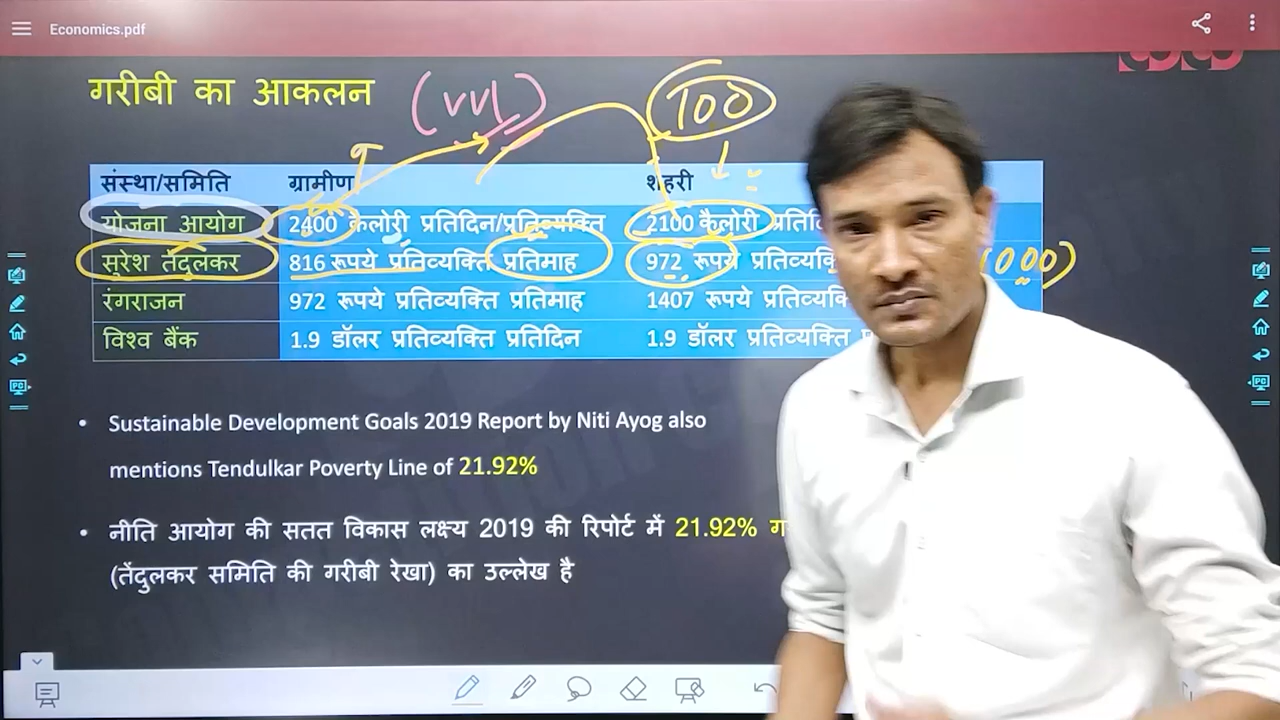 Economics.pdf
गरीबी का आकलन
(VVI)
100
संस्था/समिति ग्रामीण शहरी
योजना आयोग 2400 कैलोरी प्रतिदिन/प्रतिव्यक्ति 2100 कैलोरी
सुरेश तेंदुलकर 816 रूपये प्रतिव्यक्ति प्रतिमाह 972 रूपये 1000)
रंगराजन 972 रूपये प्रतिव्यक्ति प्रतिमाह 1407 रूपये
विश्व बैंक 1.9 डॉलर प्रतिव्यक्ति प्रतिदिन 1.9 डॉलर प्रतिव्यक्ति
Sustainable Development Goals 2019 Report by Niti Ayog also
mentions Tendulkar Poverty Line of 21.92%
नीति आयोग की सतत विकास लक्ष्य 2019 की रिपोर्ट में 21.92%
(तेंदुलकर समिति की गरीबी रेखा) का उल्लेख है